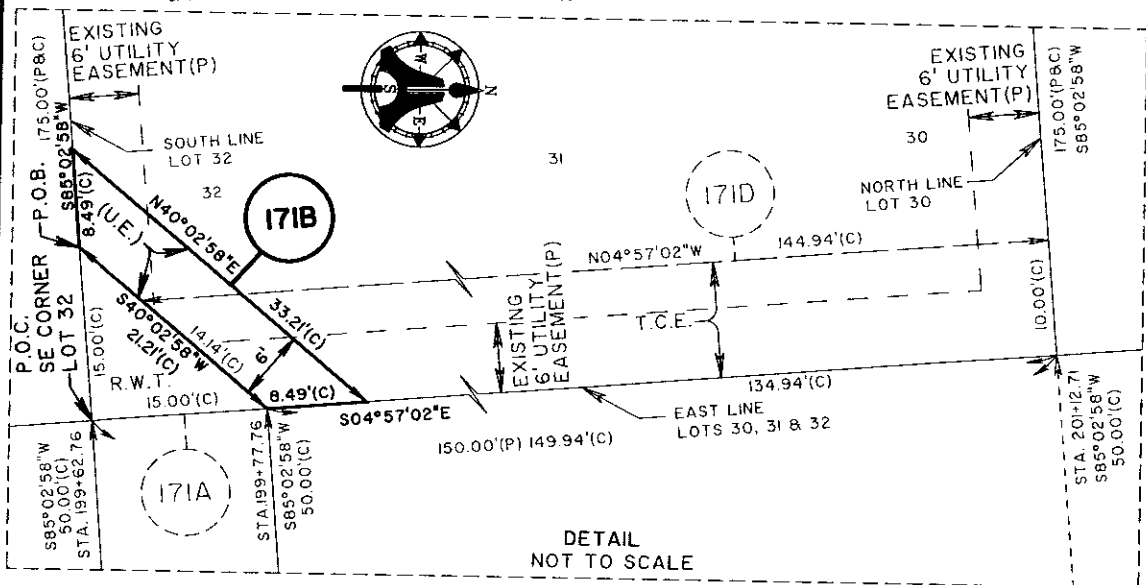 EXISTING
6' UTILITY
EASEMENT(P)
175.00'(P&C)
S85°02'58"W
SOUTH LINE
LOT 32
32
P.O.B.
8.49'(C)
(U.E.)
N40°02'58"E
171B
33.21'(C)
P.O.C.
SE CORNER
LOT 32
15.00'(C)
S40°02'58"W
21.21'(C)
14.14'(C)
6'
R.W.T.
15.00'(C)
8.49'(C)
S04°57'02"E
W
S
N
E
31
171D
N04°57'02"W
144.94'(C)
EXISTING
6' UTILITY
EASEMENT(P)
30
NORTH LINE
LOT 30
175.00'(P&C)
S85°02'58"W
10.00'(C)
T.C.E.
EXISTING
6' UTILITY
EASEMENT(P)
134.94'(C)
EAST LINE
LOTS 30, 31 & 32
150.00'(P) 149.94'(C)
S85°02'58"W
50.00'(C)
STA. 199+62.76
171A
STA.199+77.76
S85°02'58"W
50.00'(C)
STA. 201+12.71
S85°02'58"W
50.00'(C)
DETAIL
NOT TO SCALE